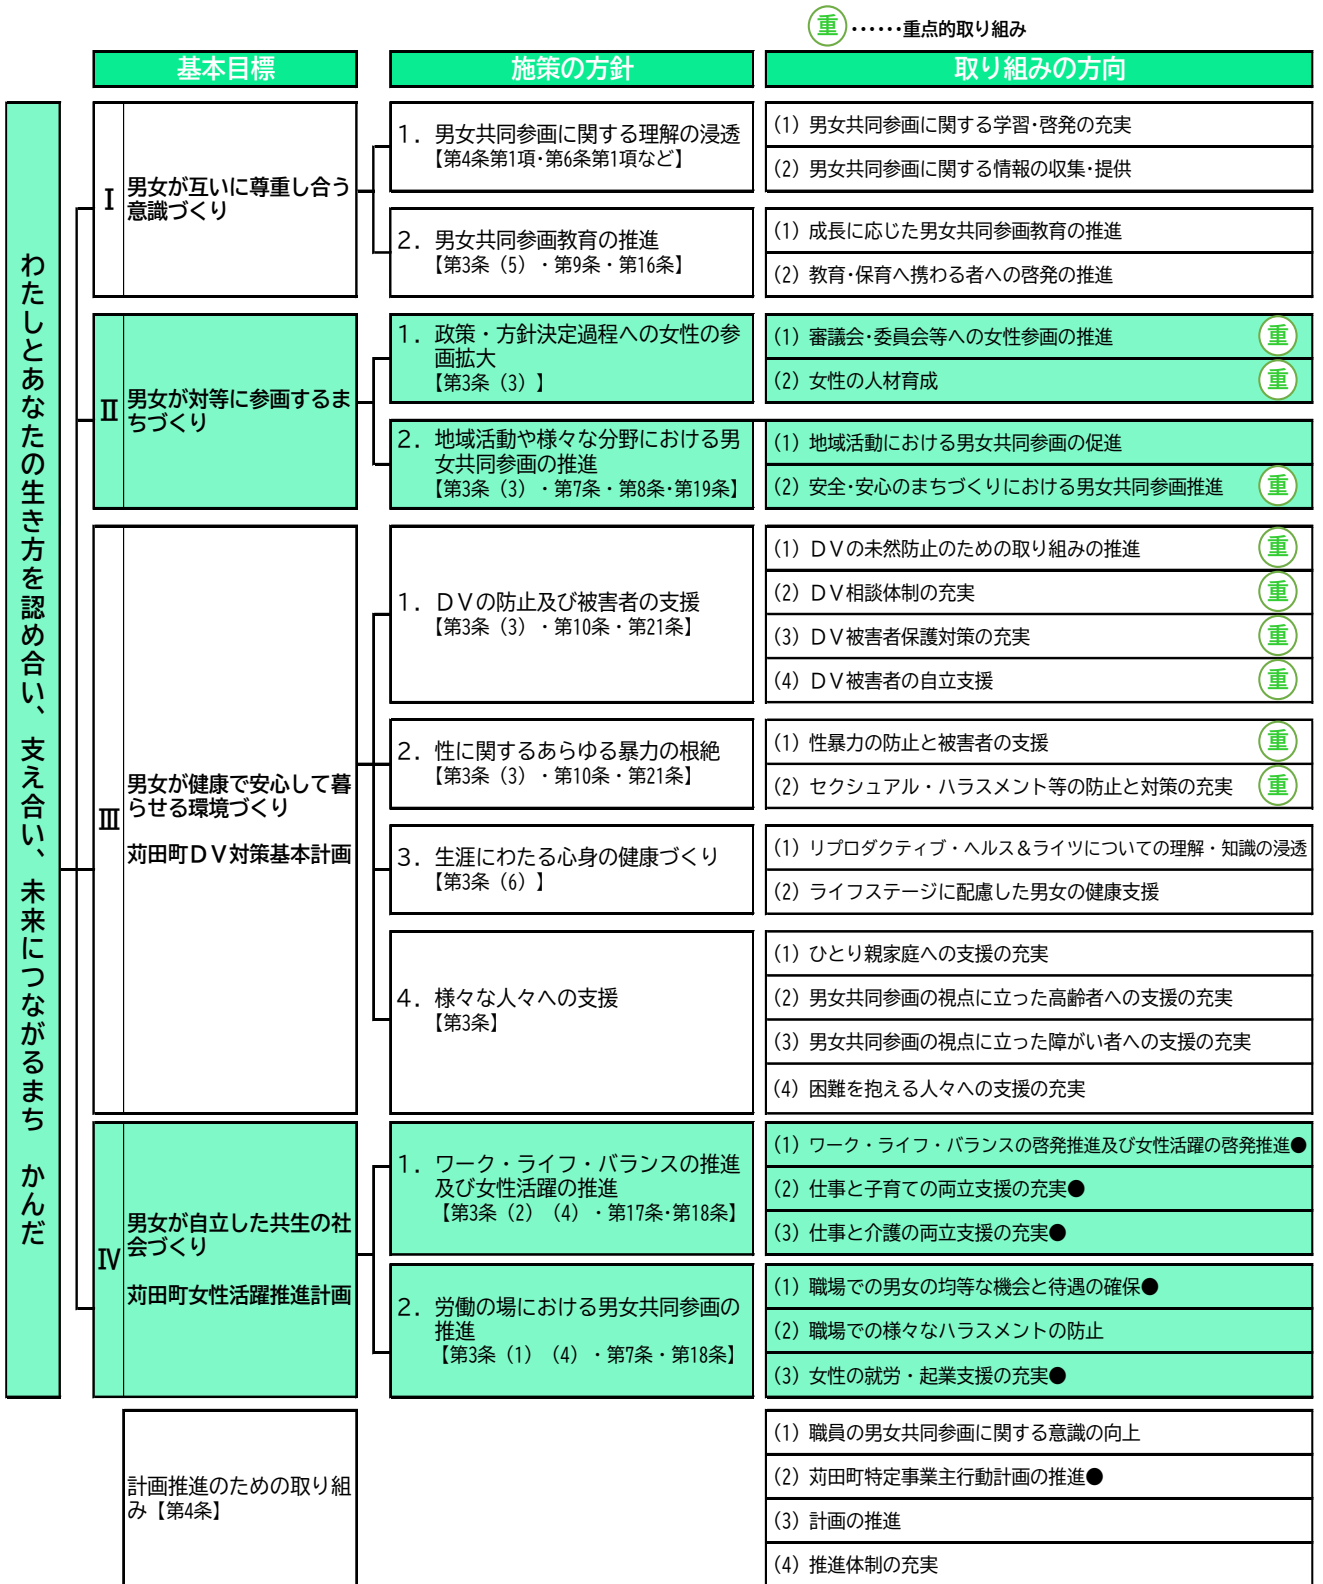 重……重点的取り組み
基本目標
施策の方針
取り組みの方向
わたしとあなたの生き方を認め合い、支え合い、未来につながるまち　かんだ
Ⅰ
男女が互いに尊重し合う
意識づくり
1．男女共同参画に関する理解の浸透
【第4条第1項・第6条第1項など】
(1) 男女共同参画に関する学習・啓発の充実
(2) 男女共同参画に関する情報の収集・提供
2．男女共同参画教育の推進
【第3条（5）・第9条・第16条】
(1) 成長に応じた男女共同参画教育の推進
(2) 教育・保育へ携わる者への啓発の推進
Ⅱ
男女が対等に参画するま
ちづくり
1．政策・方針決定過程への女性の参
画拡大
【第3条（3）】
(1) 審議会・委員会等への女性参画の推進 重
(2) 女性の人材育成 重
2．地域活動や様々な分野における男
女共同参画の推進
【第3条（3）・第7条・第8条・第19条】
(1) 地域活動における男女共同参画の促進
(2) 安全・安心のまちづくりにおける男女共同参画推進 重
Ⅲ
男女が健康で安心して暮
らせる環境づくり
苅田町ＤＶ対策基本計画
1．ＤＶの防止及び被害者の支援
【第3条（3）・第10条・第21条】
(1) ＤＶの未然防止のための取り組みの推進 重
(2) ＤＶ相談体制の充実 重
(3) ＤＶ被害者保護対策の充実 重
(4) ＤＶ被害者の自立支援 重
2．性に関するあらゆる暴力の根絶
【第3条（3）・第10条・第21条】
(1) 性暴力の防止と被害者の支援 重
(2) セクシュアル・ハラスメント等の防止と対策の充実 重
3．生涯にわたる心身の健康づくり
【第3条（6）】
(1) リプロダクティブ・ヘルス＆ライツについての理解・知識の浸透
(2) ライフステージに配慮した男女の健康支援
4．様々な人々への支援
【第3条】
(1) ひとり親家庭への支援の充実
(2) 男女共同参画の視点に立った高齢者への支援の充実
(3) 男女共同参画の視点に立った障がい者への支援の充実
(4) 困難を抱える人々への支援の充実
Ⅳ
男女が自立した共生の社
会づくり
苅田町女性活躍推進計画
1．ワーク・ライフ・バランスの推進
及び女性活躍の推進
【第3条（2）（4）・第17条・第18条】
(1) ワーク・ライフ・バランスの啓発推進及び女性活躍の啓発推進●
(2) 仕事と子育ての両立支援の充実●
(3) 仕事と介護の両立支援の充実●
2．労働の場における男女共同参画の
推進
【第3条（1）（4）・第7条・第18条】
(1) 職場での男女の均等な機会と待遇の確保●
(2) 職場での様々なハラスメントの防止
(3) 女性の就労・起業支援の充実●
計画推進のための取り組
み【第4条】
(1) 職員の男女共同参画に関する意識の向上
(2) 苅田町特定事業主行動計画の推進●
(3) 計画の推進
(4) 推進体制の充実